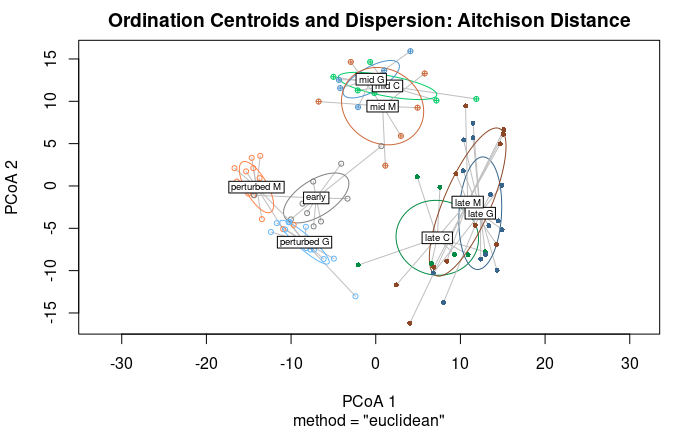 Ordination Centroids and Dispersion: Aitchison Distance
PCoA 2
15
10
5
0
-5
-10
-15
mid G
mid C
mid M
perturbed M
early
perturbed G
late M
late G
late C
-30
-20
-10
0
10
20
30
PCoA 1
method = "euclidean"